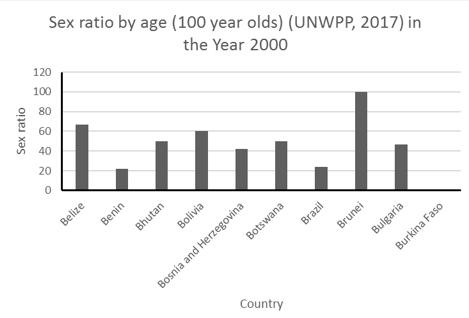 Sex ratio by age (100 year olds) (UNWPP, 2017) in
the Year 2000
Sex ratio
120
100
80
60
40
20
0
Belize
Benin
Bhutan
Bolivia
Bosnia and Herzegovina
Botswana
Brazil
Brunei
Bulgaria
Burkina Faso
Country